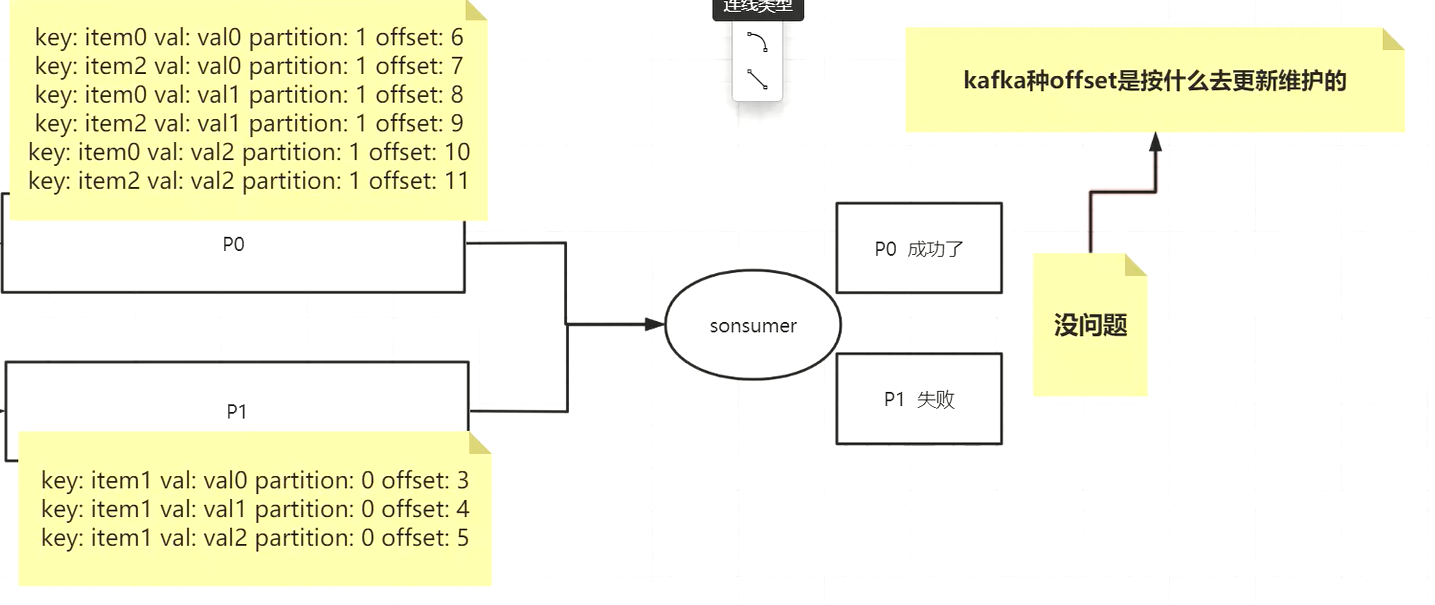 连线类型
key: item0 val: val0 partition: 1 offset: 6
key: item2 val: val0 partition: 1 offset: 7
key: item0 val: val1 partition: 1 offset: 8
key: item2 val: val1 partition: 1 offset: 9
key: item0 val: val2 partition: 1 offset: 10
key: item2 val: val2 partition: 1 offset: 11
kafka种offset是按什么去更新维护的
P0
P0 成功了
sonsumer
没问题
P1
P1 失败
key: item1 val: val0 partition: 0 offset: 3
key: item1 val: val1 partition: 0 offset: 4
key: item1 val: val2 partition: 0 offset: 5